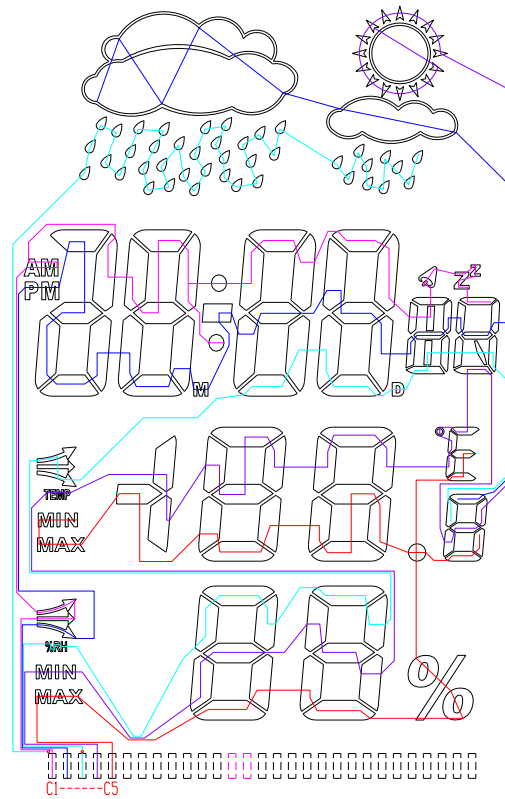 AM
PM
M D
TEMP
MIN
MAX
%RH
MIN
MAX
%
C1------C5